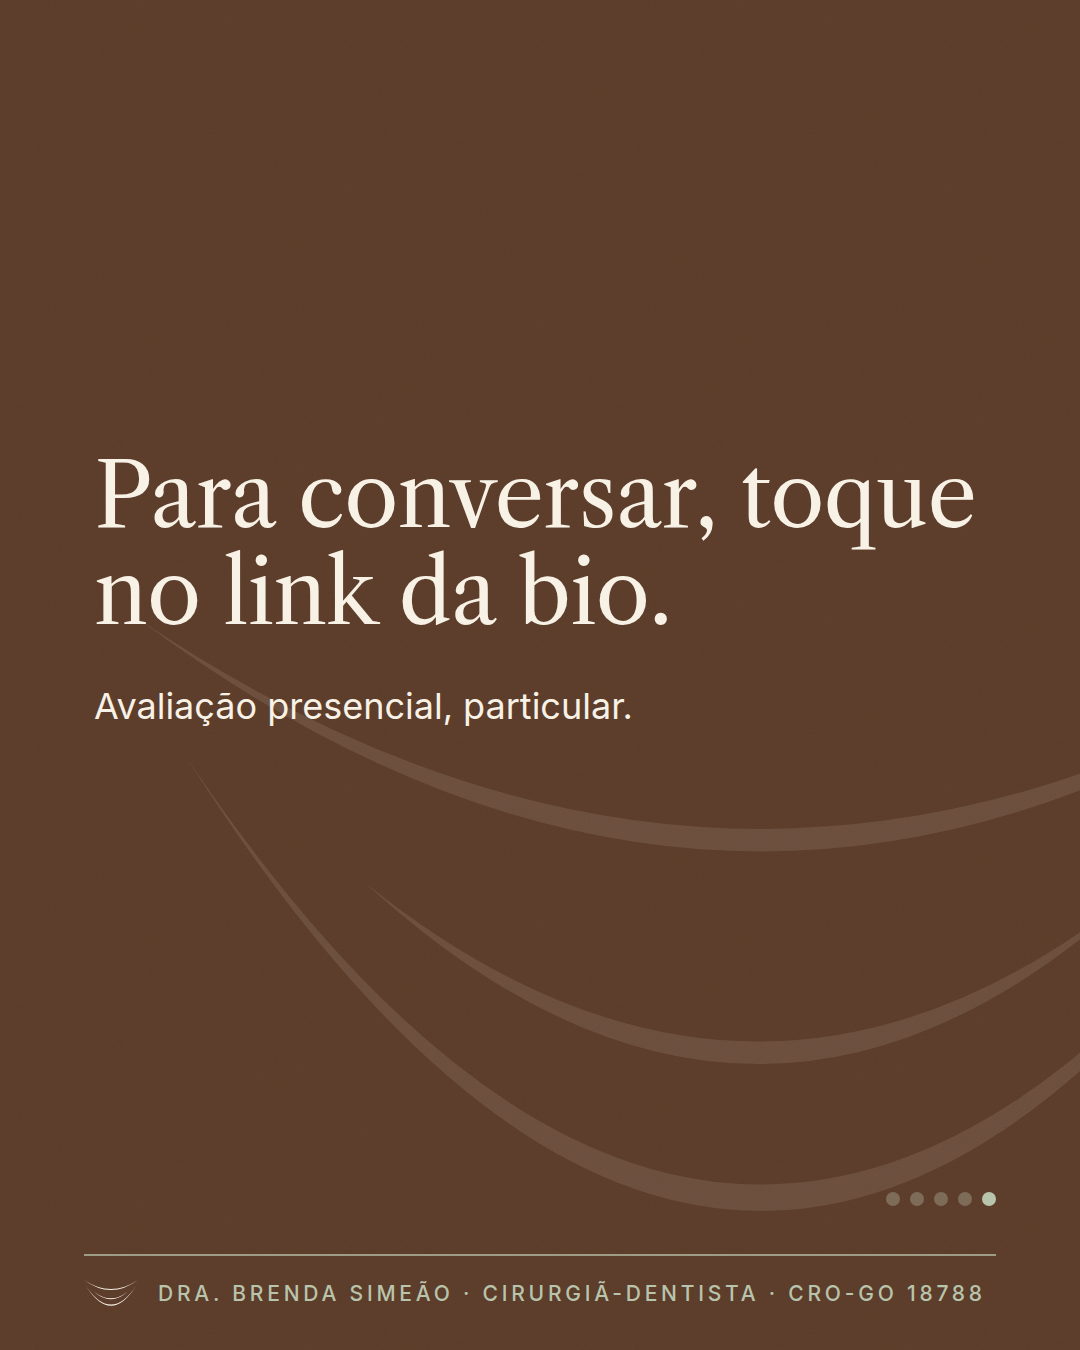 Para conversar, toque
no link da bio.
Avaliação presencial, particular.
DRA. BRENDA SIMEÃO · CIRURGIÃ-DENTISTA · CRO-GO 18788